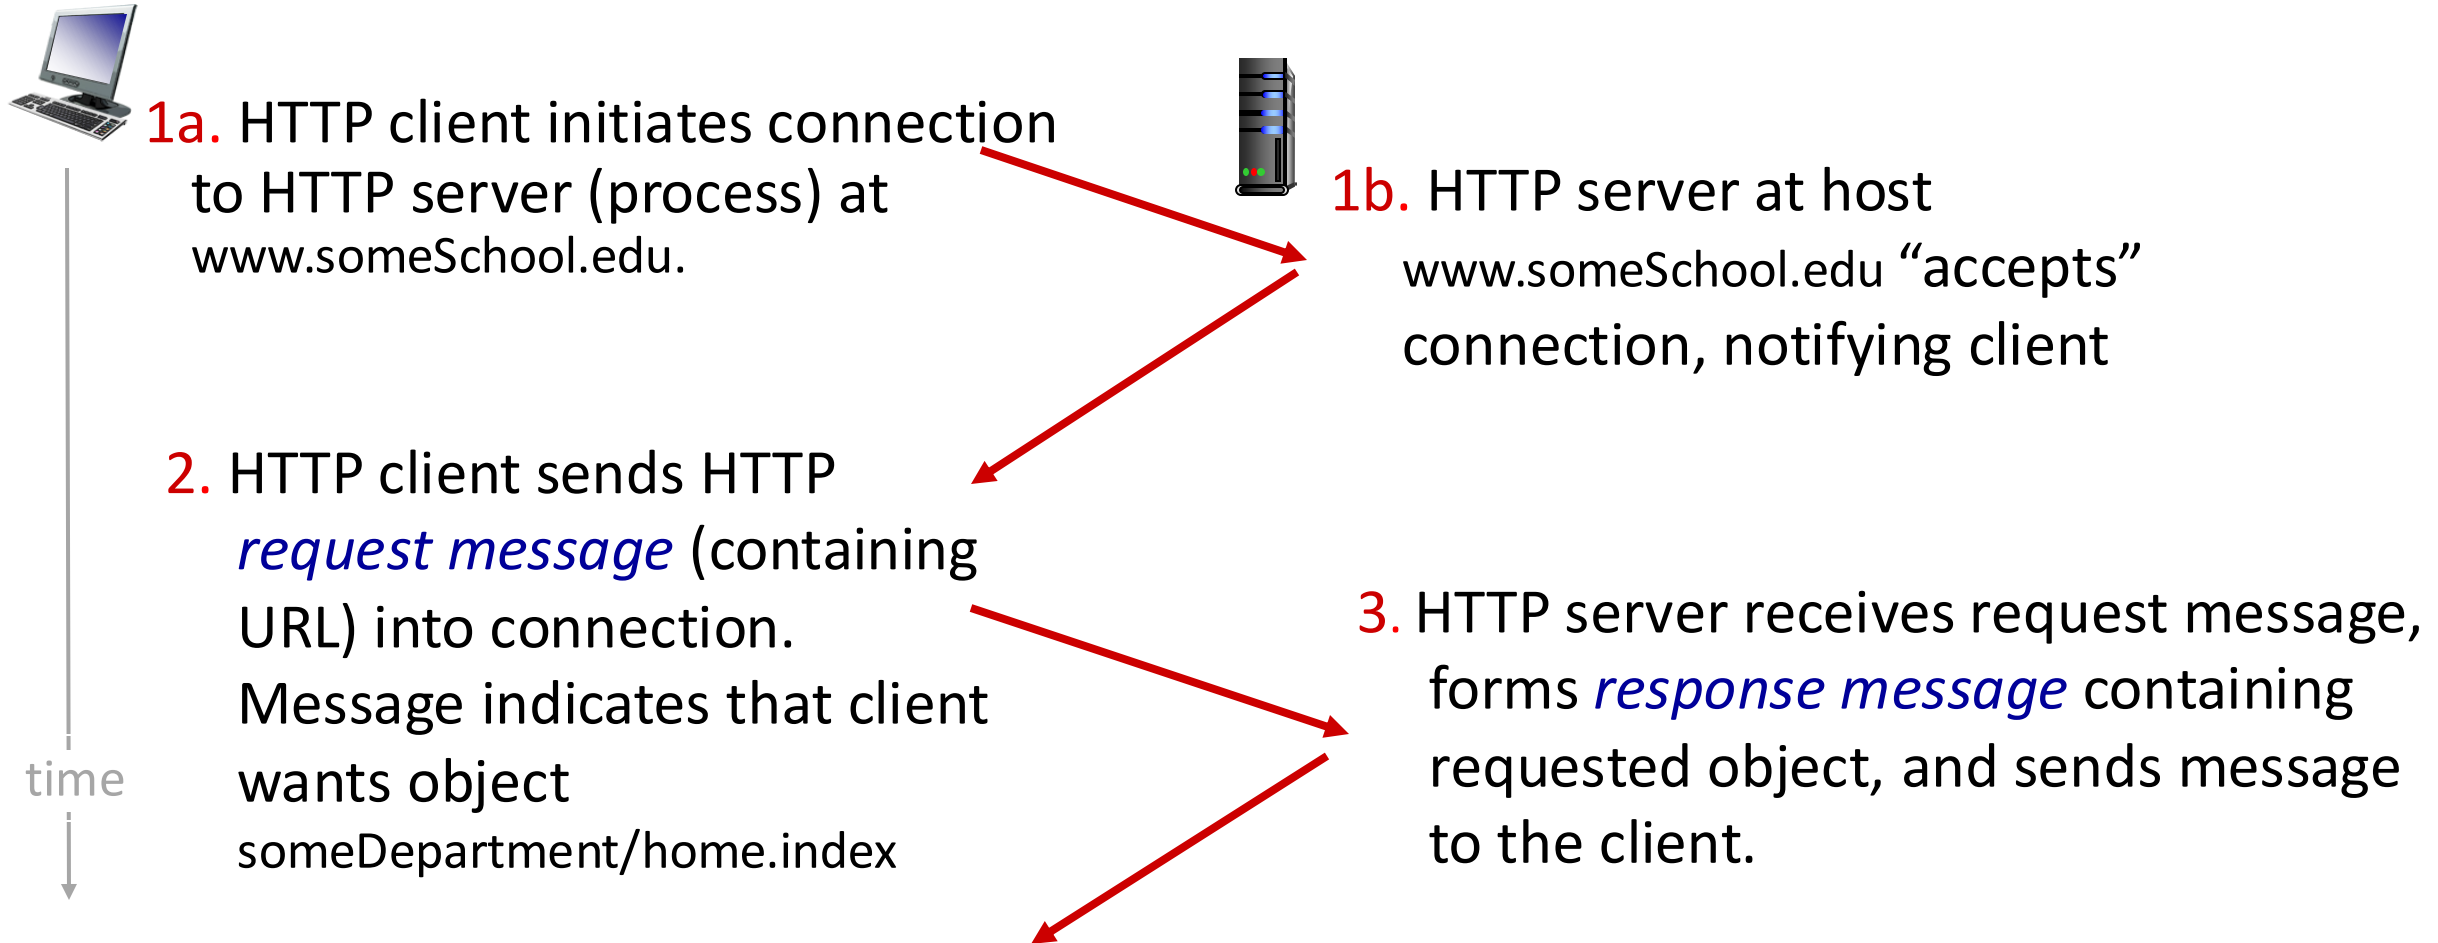 1a. HTTP client initiates connection
to HTTP server (process) at
www.someSchool.edu.
1b. HTTP server at host
www.someSchool.edu “accepts”
connection, notifying client
2. HTTP client sends HTTP
request message (containing
URL) into connection.
Message indicates that client
wants object
someDepartment/home.index
3. HTTP server receives request message,
forms response message containing
requested object, and sends message
to the client.
time